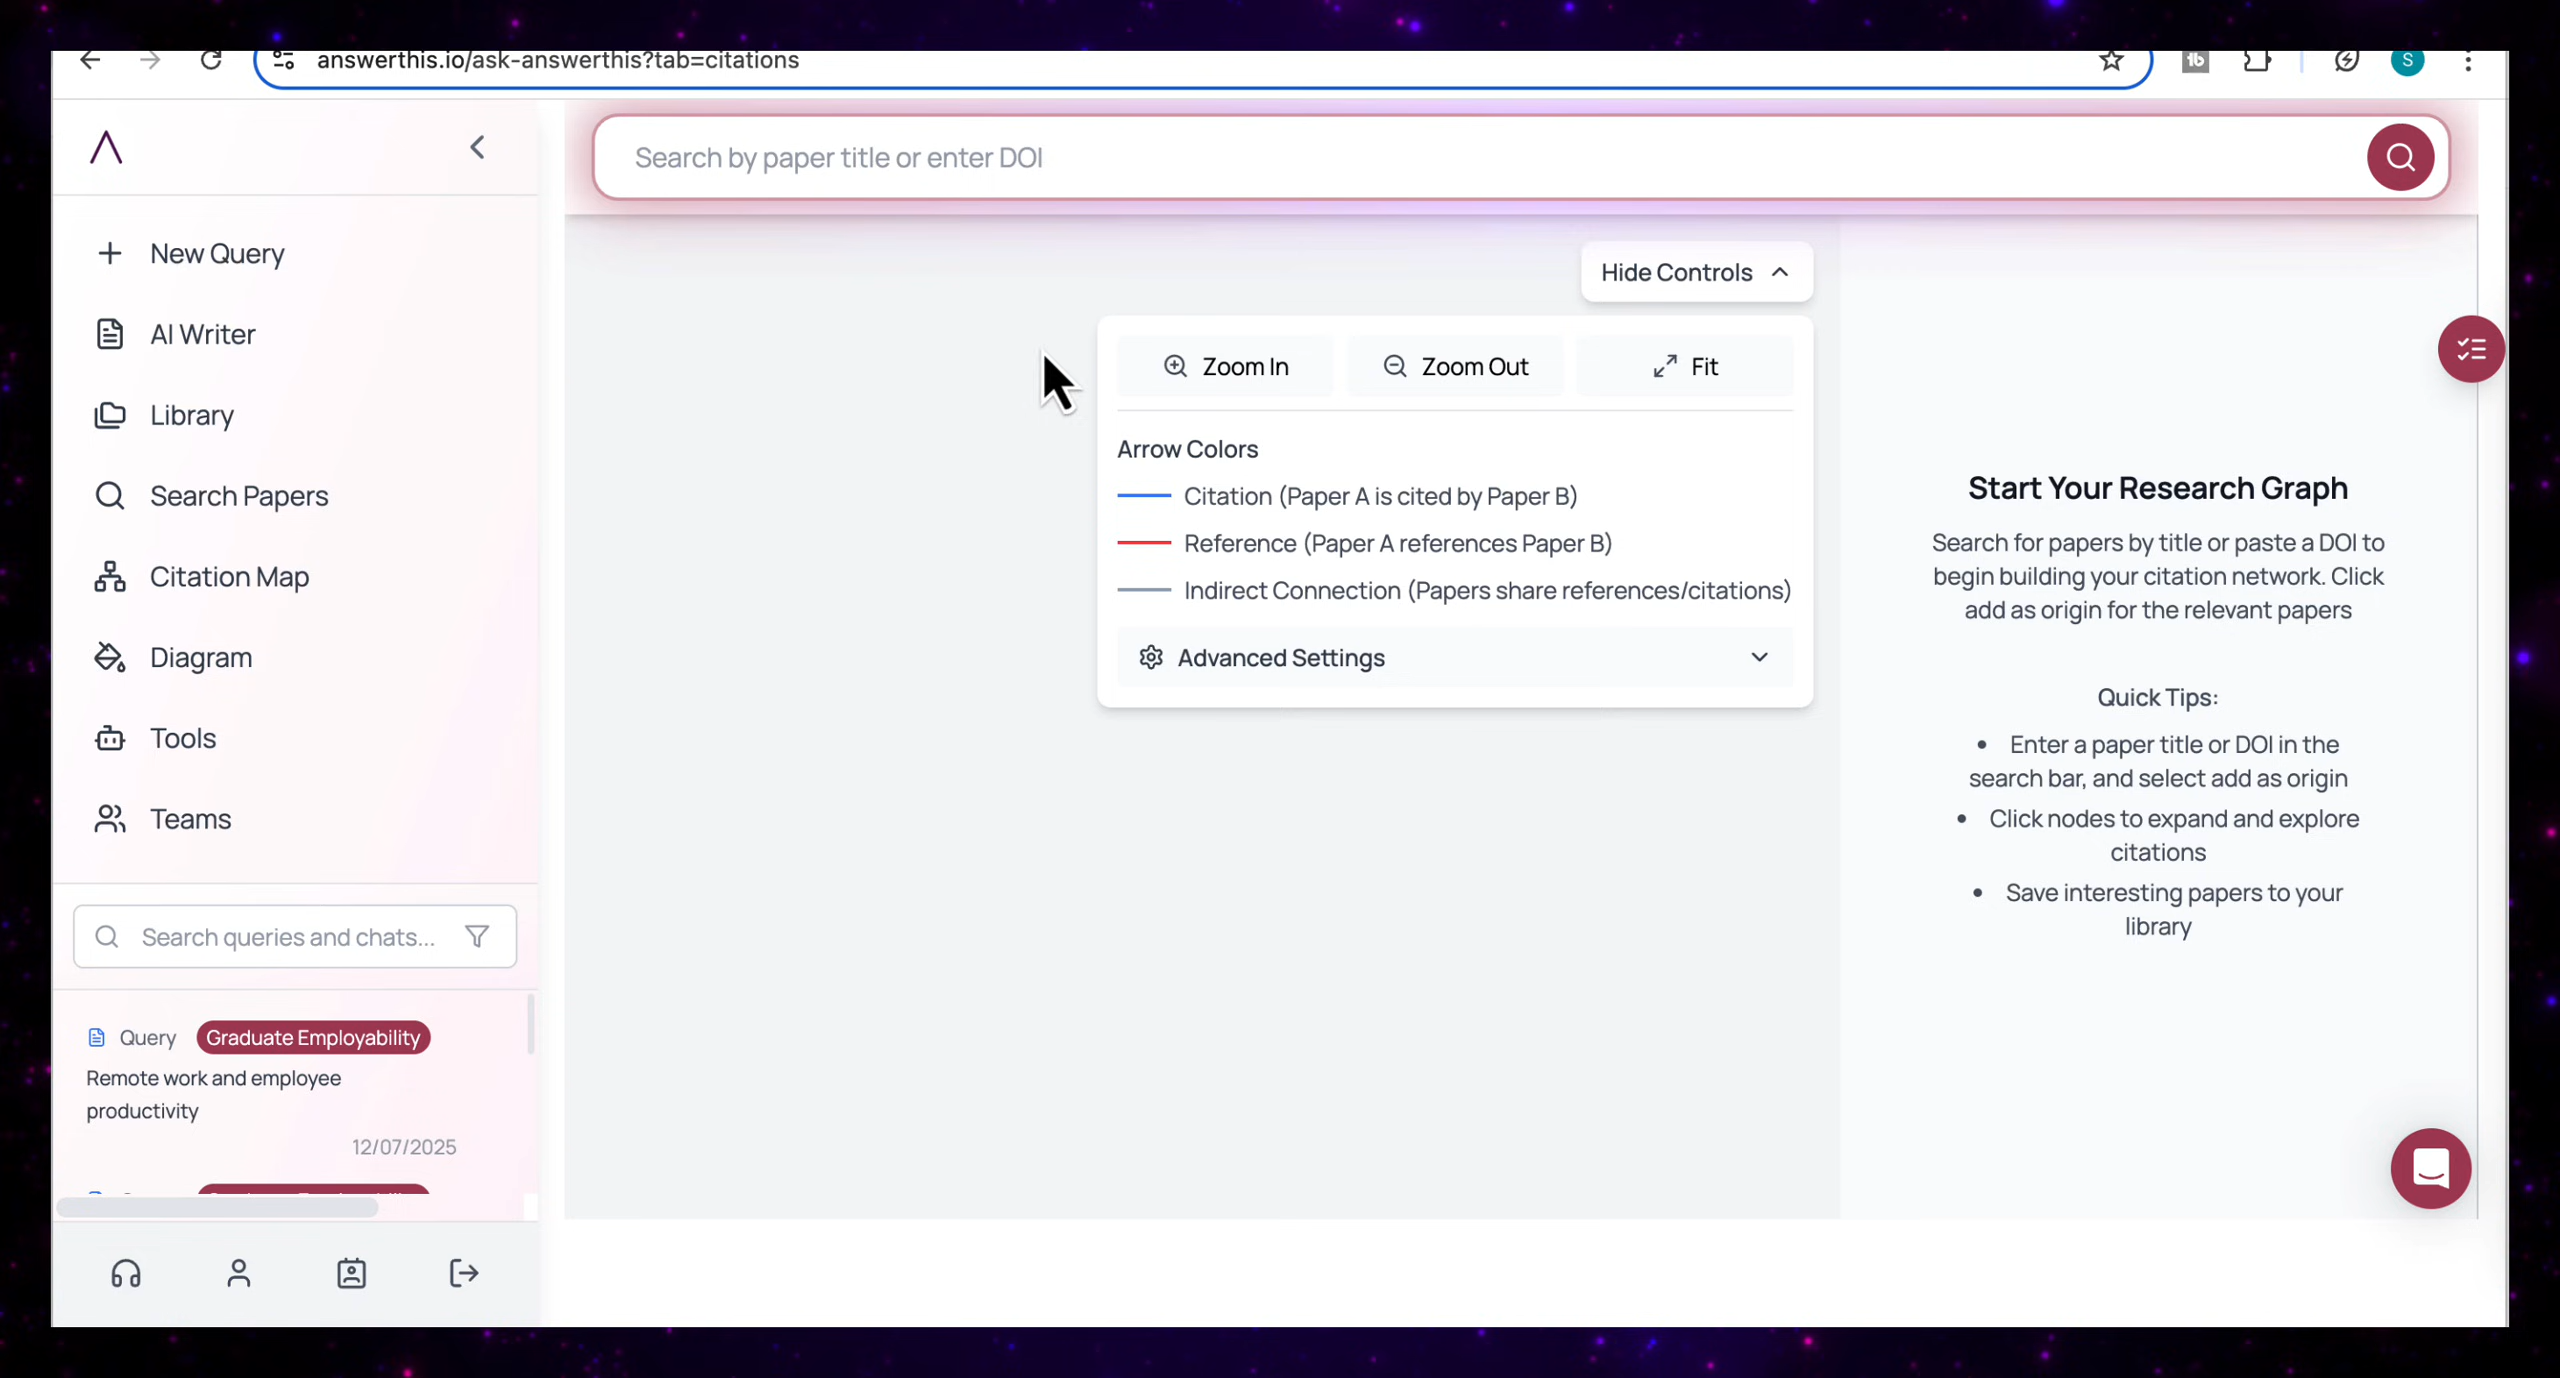 answerthis.io/ask-answerthis?tab=citations
S
Search by paper title or enter DOI
New Query
AI Writer
Library
Search Papers
Citation Map
Diagram
Tools
Teams
Search queries and chats...
Query
Graduate Employability
Remote work and employee
productivity
12/07/2025
Hide Controls
Zoom In
Zoom Out
Fit
Arrow Colors
Citation (Paper A is cited by Paper B)
Reference (Paper A references Paper B)
Indirect Connection (Papers share references/citations)
Advanced Settings
Start Your Research Graph
Search for papers by title or paste a DOI to
begin building your citation network. Click
add as origin for the relevant papers
Quick Tips:
• Enter a paper title or DOI in the
search bar, and select add as origin
• Click nodes to expand and explore
citations
• Save interesting papers to your
library